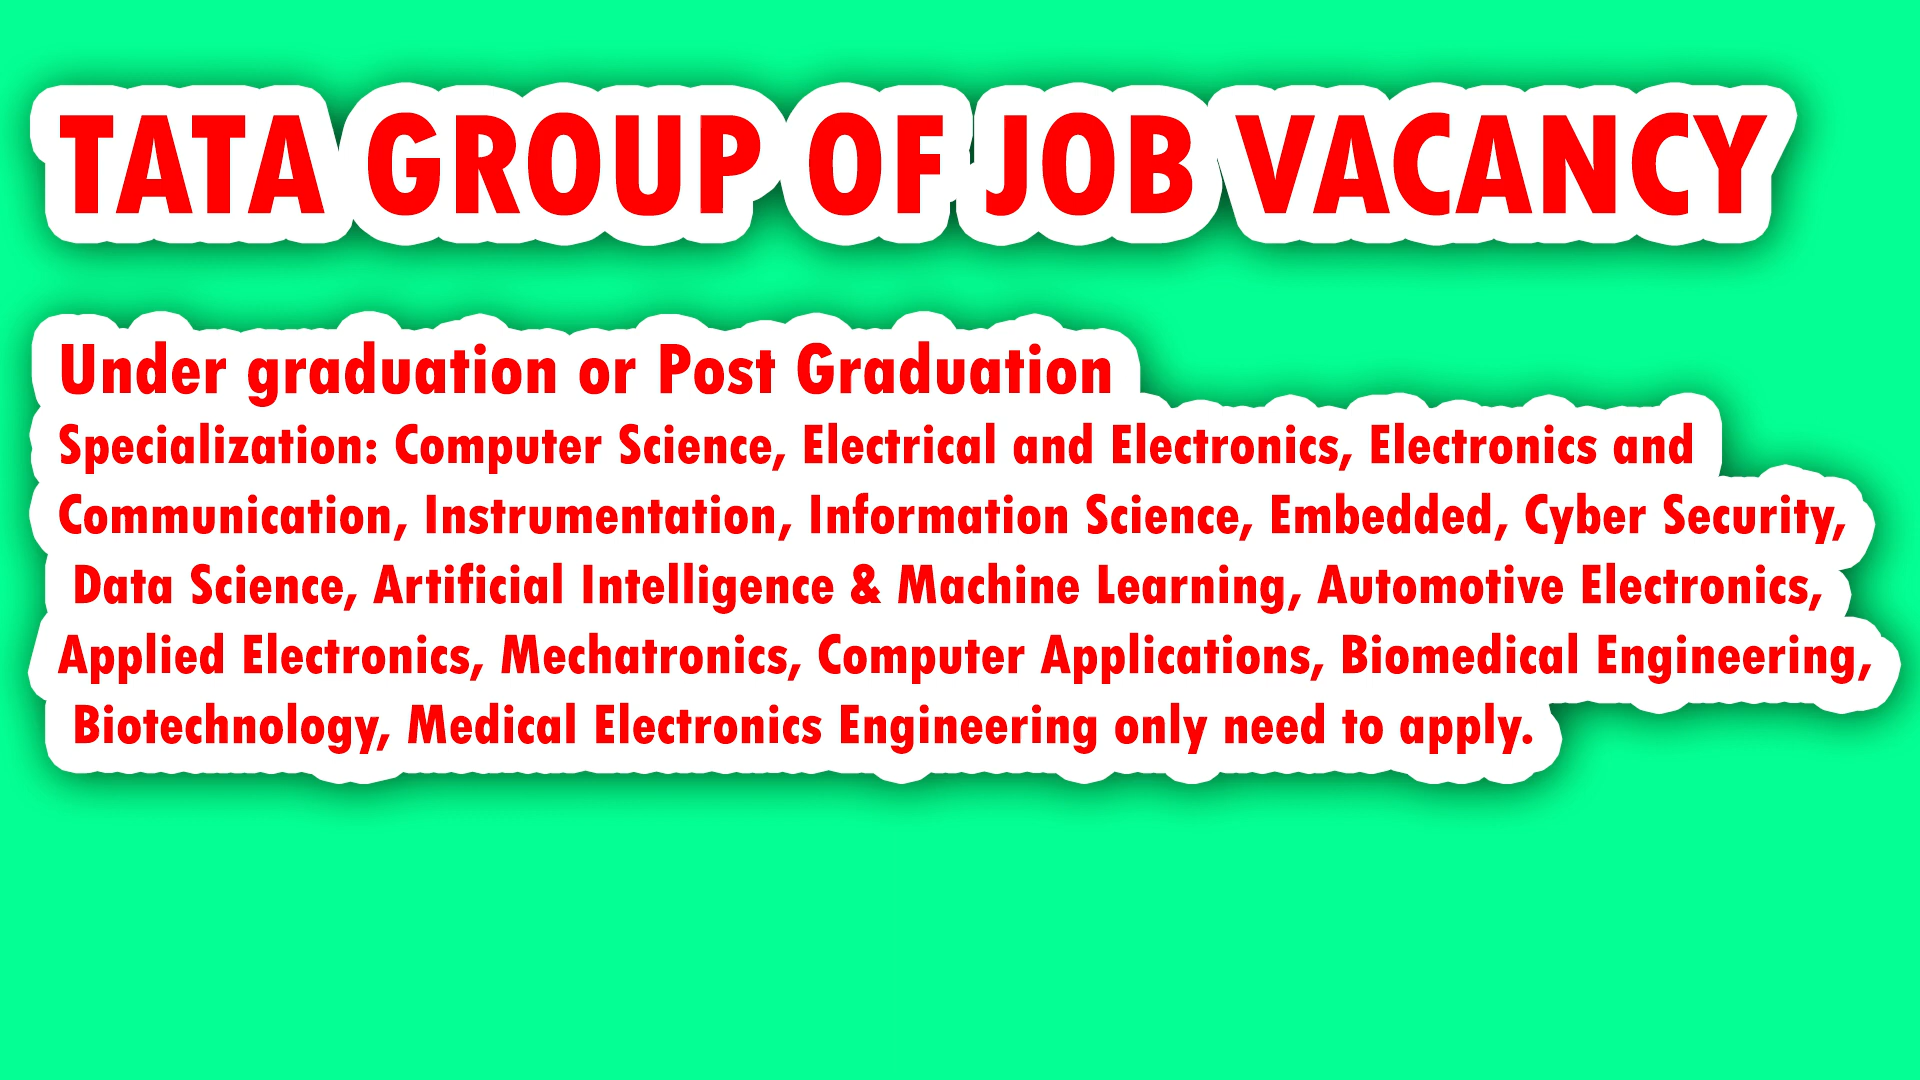 TATA GROUP OF JOB VACANCY
Under graduation or Post Graduation
Specialization: Computer Science, Electrical and Electronics, Electronics and
Communication, Instrumentation, Information Science, Embedded, Cyber Security,
Data Science, Artificial Intelligence & Machine Learning, Automotive Electronics,
Applied Electronics, Mechatronics, Computer Applications, Biomedical Engineering,
Biotechnology, Medical Electronics Engineering only need to apply.